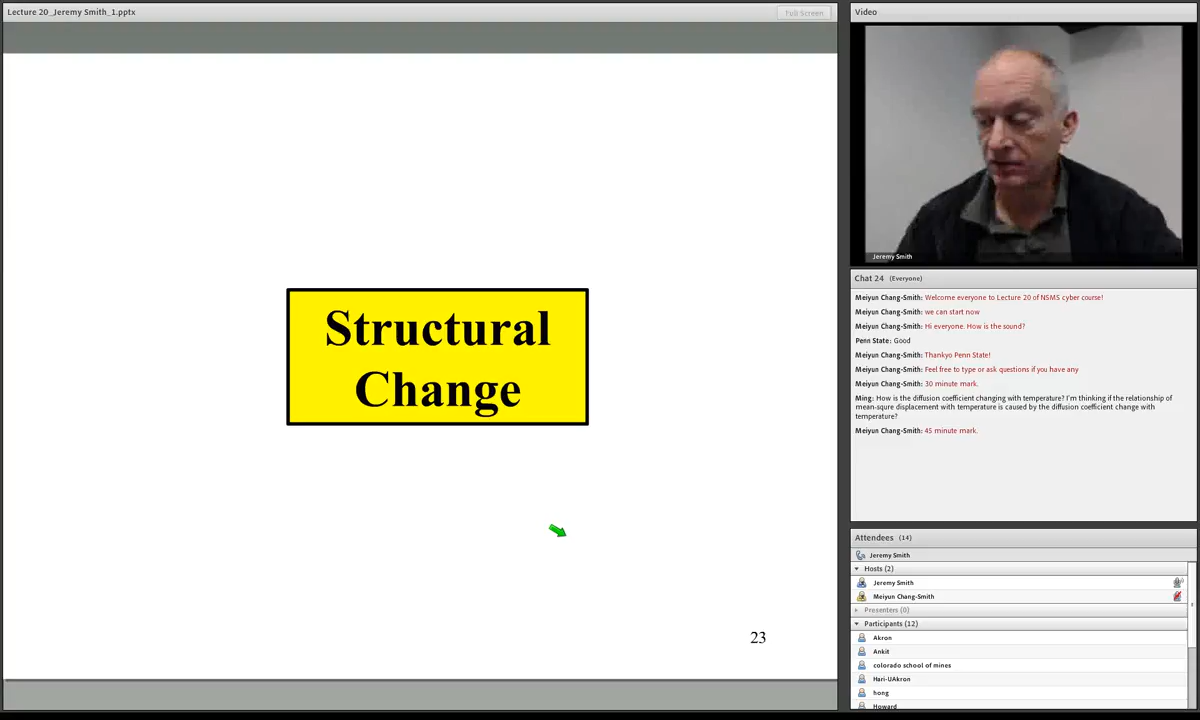 Lecture 20_Jeremy Smith_1.pptx
Full Screen
Structural
Change
23
Video
Jeremy Smith
Chat 24 (Everyone)
Meiyun Chang-Smith: Welcome everyone to Lecture 20 of NSMS cyber course!
Meiyun Chang-Smith: we can start now
Meiyun Chang-Smith: Hi everyone. How is the sound?
Penn State: Good
Meiyun Chang-Smith: Thankyo Penn State!
Meiyun Chang-Smith: Feel free to type or ask questions if you have any
Meiyun Chang-Smith: 30 minute mark.
Ming: How is the diffusion coefficient changing with temperature? I'm thinking if the relationship of
mean-squre displacement with temperature is caused by the diffusion coefficient change with
temperature?
Meiyun Chang-Smith: 45 minute mark.
Attendees (14)
Jeremy Smith
Hosts (2)
Jeremy Smith
Meiyun Chang-Smith
Presenters (0)
Participants (12)
Akron
Ankit
colorado school of mines
Hari-UAkron
hong
Howard